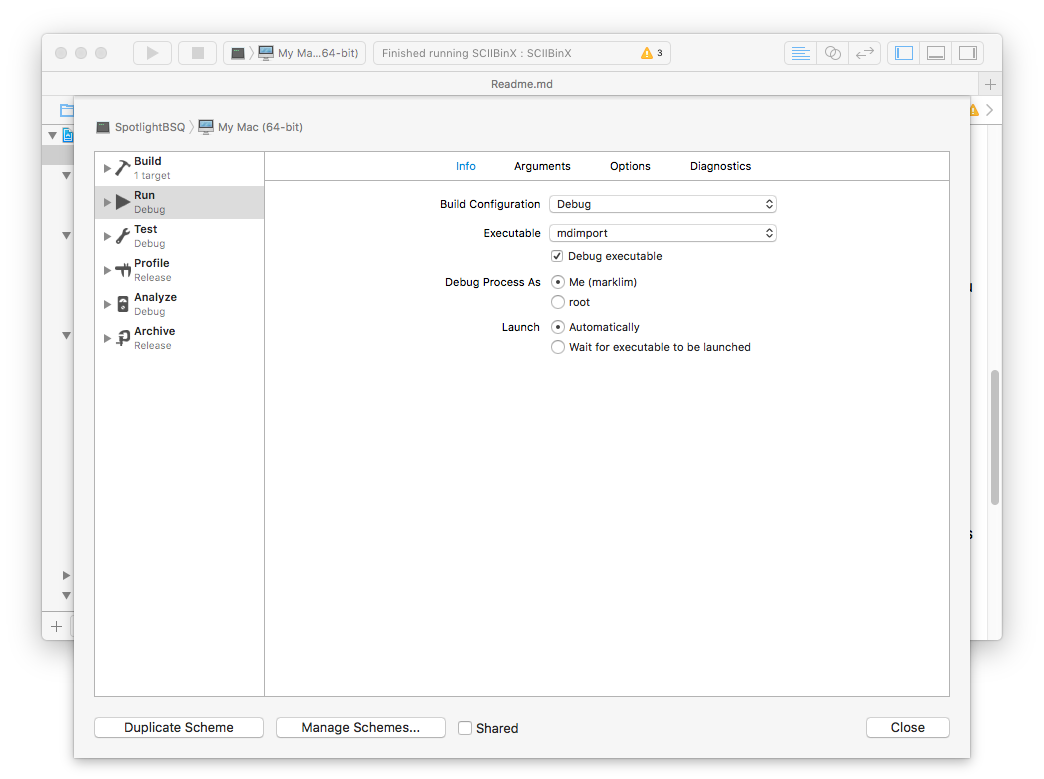 My Ma...64-bit)
Finished running SCIIBinX : SCIIBinX
3
Readme.md
SpotlightBSQ
My Mac (64-bit)
Build
1 target
Run
Debug
Test
Debug
Profile
Release
Analyze
Debug
Archive
Release
Info Arguments Options Diagnostics
Build Configuration Debug
Executable mdimport
Debug executable
Debug Process As Me (marklim)
root
Launch Automatically
Wait for executable to be launched
Duplicate Scheme Manage Schemes... Shared Close